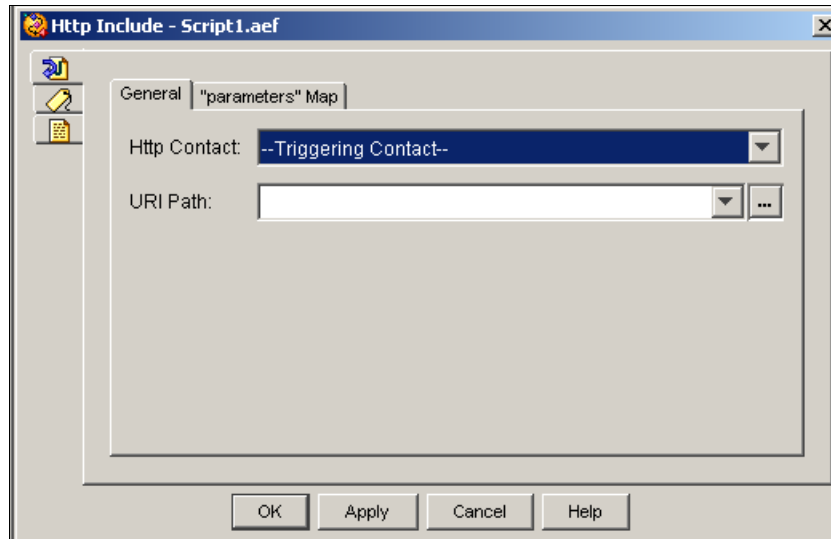 Http Include - Script1.aef
General "parameters" Map
Http Contact: --Triggering Contact--
URI Path: ...
OK Apply Cancel Help